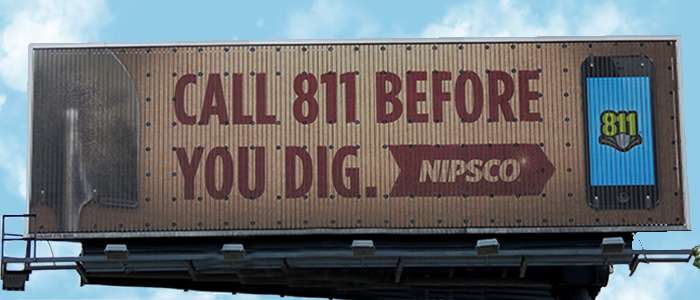 CALL 811 BEFORE
YOU DIG.
NIPSCO
811